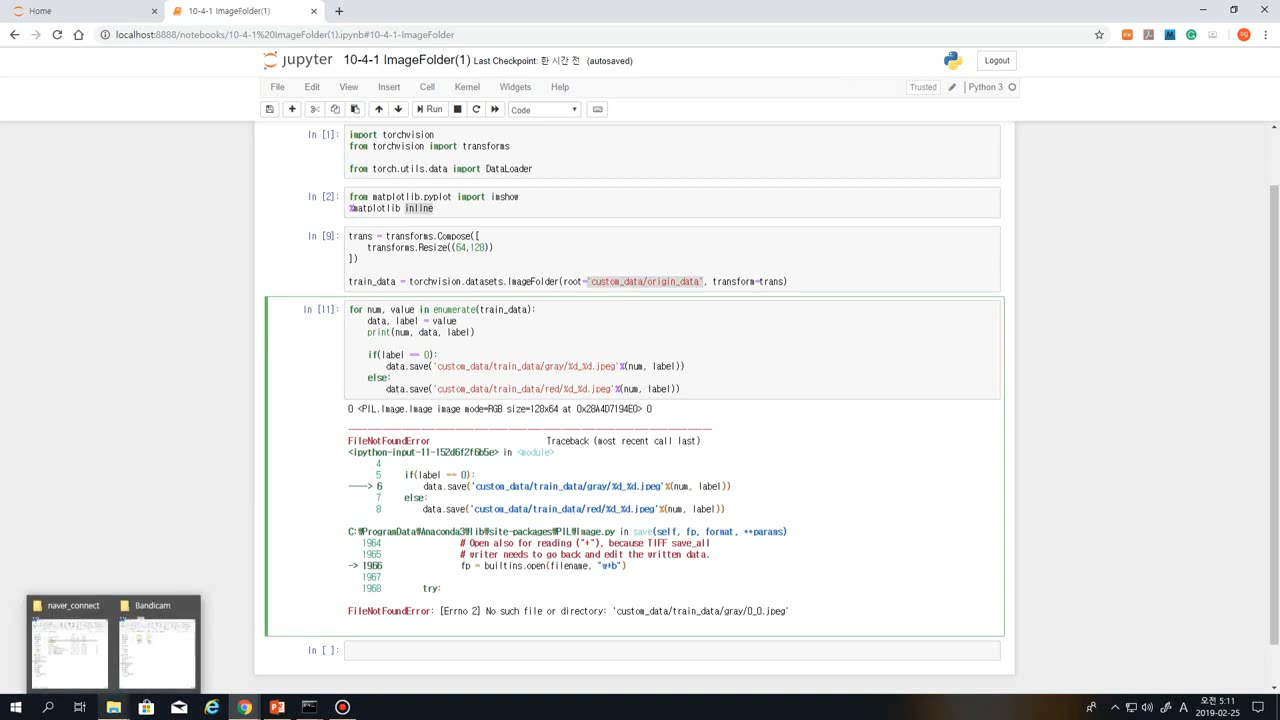 Home
10-4-1 ImageFolder(1)
localhost:8888/notebooks/10-4-1%20ImageFolder(1).ipynb#10-4-1-ImageFolder
jupyter 10-4-1 ImageFolder(1) Last Checkpoint: 한 시간 전 (autosaved)
Logout
File Edit View Insert Cell Kernel Widgets Help
Trusted
Python 3
Run
Code
In [1]:
import torchvision
from torchvision import transforms
from torch.utils.data import DataLoader
In [2]:
from matplotlib.pyplot import imshow
%matplotlib inline
In [9]:
trans = transforms.Compose([
transforms.Resize((64,128))
])
train_data = torchvision.datasets.ImageFolder(root='custom_data/origin_data', transform=trans)
In [11]:
for num, value in enumerate(train_data):
data, label = value
print(num, data, label)
if(label == 0):
data.save('custom_data/train_data/gray/%d_%d.jpeg'%(num, label))
else:
data.save('custom_data/train_data/red/%d_%d.jpeg'%(num, label))
0 <PIL.Image.Image image mode=RGB size=128x64 at 0x28A4D7194E0> 0
FileNotFoundError Traceback (most recent call last)
<ipython-input-11-152d6f2f6b5e> in <module>
4
5 if(label == 0):
----> 6 data.save('custom_data/train_data/gray/%d_%d.jpeg'%(num, label))
7 else:
8 data.save('custom_data/train_data/red/%d_%d.jpeg'%(num, label))
C:₩ProgramData₩Anaconda3₩lib₩site-packages₩PIL₩Image.py in save(self, fp, format, **params)
1964 # Open also for reading ("+"), because TIFF save_all
1965 # writer needs to go back and edit the written data.
-> 1966 fp = builtins.open(filename, "w+b")
1967
1968 try:
FileNotFoundError: [Errno 2] No such file or directory: 'custom_data/train_data/gray/0_0.jpeg'
In [ ]:
naver_connect
Bandicam
A
오전 5:11
2019-02-25